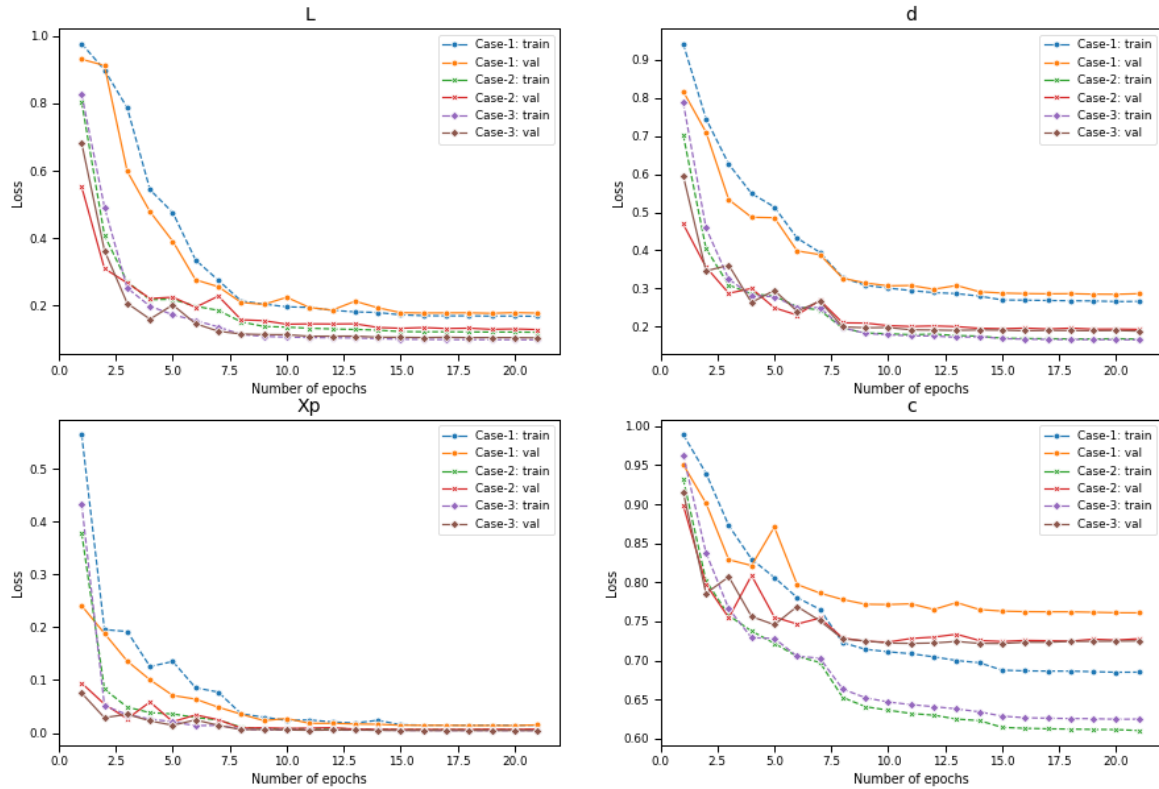 L
1.0
0.8
0.6
0.4
0.2
Loss
0.0
2.5
5.0
7.5
10.0
12.5
15.0
17.5
20.0
Number of epochs
Case-1: train
Case-1: val
Case-2: train
Case-2: val
Case-3: train
Case-3: val
d
0.9
0.8
0.7
0.6
0.5
0.4
0.3
0.2
Loss
0.0
2.5
5.0
7.5
10.0
12.5
15.0
17.5
20.0
Number of epochs
Case-1: train
Case-1: val
Case-2: train
Case-2: val
Case-3: train
Case-3: val
Xp
0.5
0.4
0.3
0.2
0.1
0.0
Loss
0.0
2.5
5.0
7.5
10.0
12.5
15.0
17.5
20.0
Number of epochs
Case-1: train
Case-1: val
Case-2: train
Case-2: val
Case-3: train
Case-3: val
c
1.00
0.95
0.90
0.85
0.80
0.75
0.70
0.65
0.60
Loss
0.0
2.5
5.0
7.5
10.0
12.5
15.0
17.5
20.0
Number of epochs
Case-1: train
Case-1: val
Case-2: train
Case-2: val
Case-3: train
Case-3: val